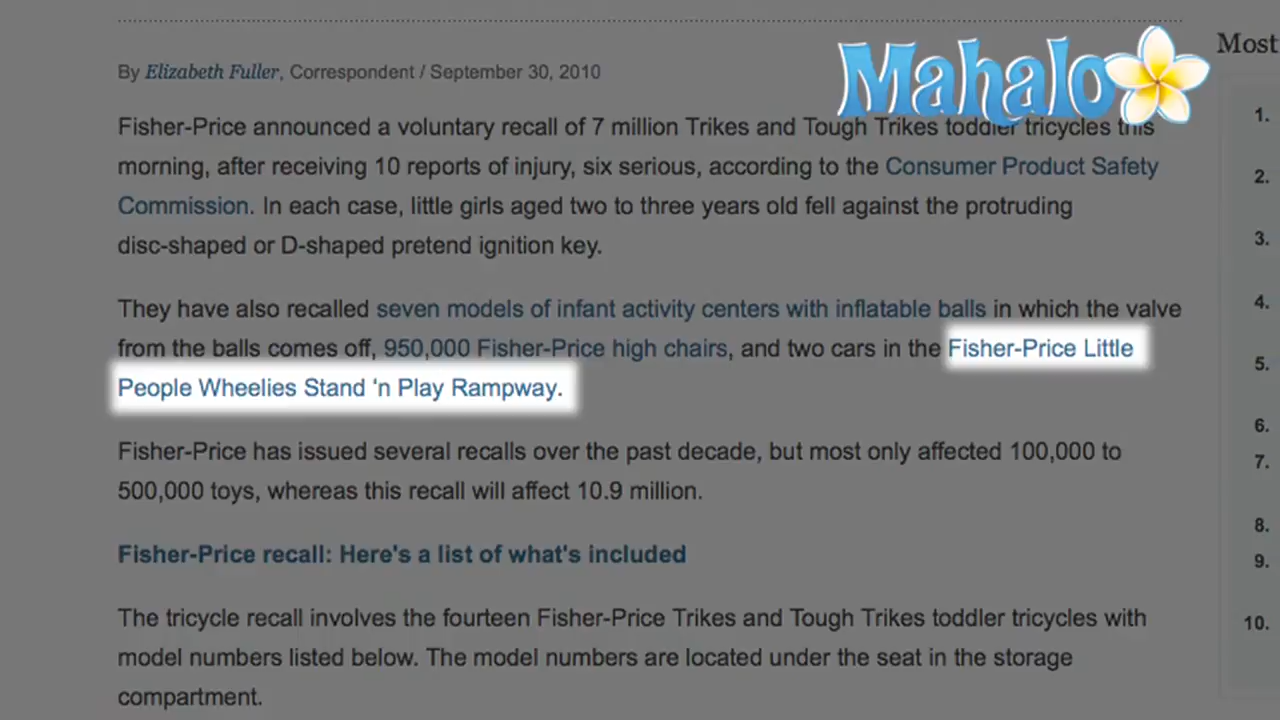 Mahalo
Most
By Elizabeth Fuller, Correspondent / September 30, 2010
Fisher-Price announced a voluntary recall of 7 million Trikes and Tough Trikes toddler tricycles this
morning, after receiving 10 reports of injury, six serious, according to the Consumer Product Safety
Commission. In each case, little girls aged two to three years old fell against the protruding
disc-shaped or D-shaped pretend ignition key.
They have also recalled seven models of infant activity centers with inflatable balls in which the valve
from the balls comes off, 950,000 Fisher-Price high chairs, and two cars in the Fisher-Price Little
People Wheelies Stand 'n Play Rampway.
Fisher-Price has issued several recalls over the past decade, but most only affected 100,000 to
500,000 toys, whereas this recall will affect 10.9 million.
Fisher-Price recall: Here's a list of what's included
The tricycle recall involves the fourteen Fisher-Price Trikes and Tough Trikes toddler tricycles with
model numbers listed below. The model numbers are located under the seat in the storage
compartment.
1.
2.
3.
4.
5.
6.
7.
8.
9.
10.